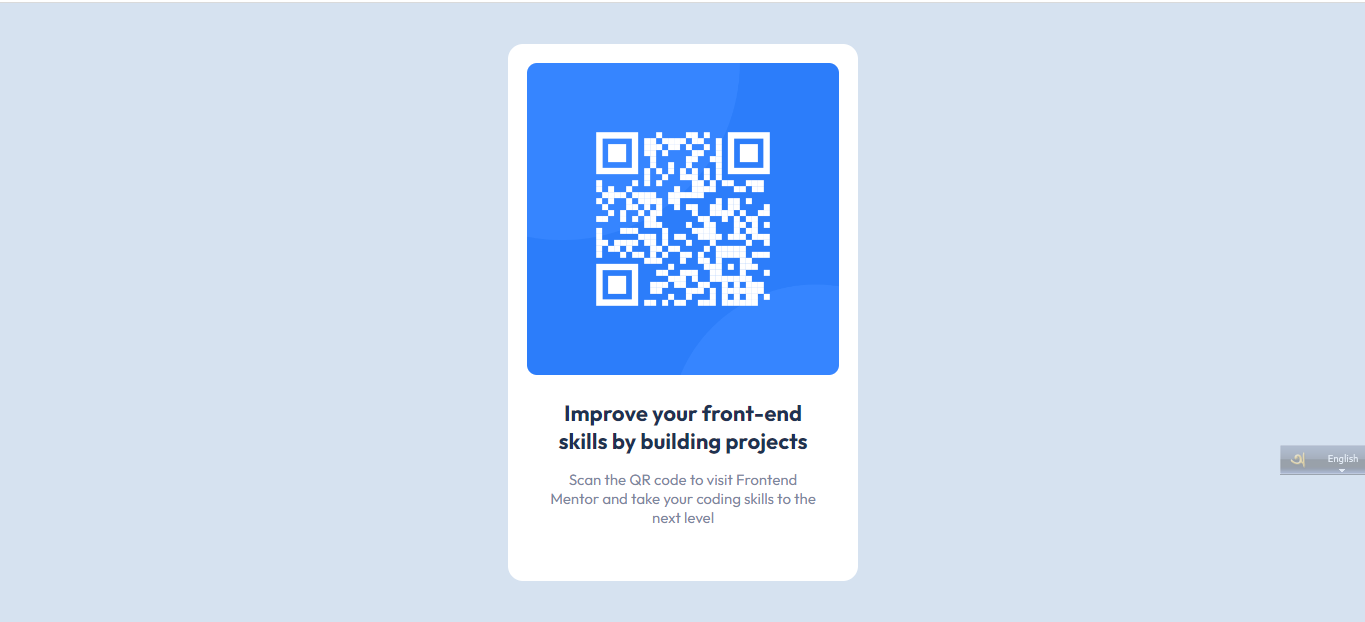 Improve your front-end
skills by building projects
Scan the QR code to visit Frontend
Mentor and take your coding skills to the
next level
অ English